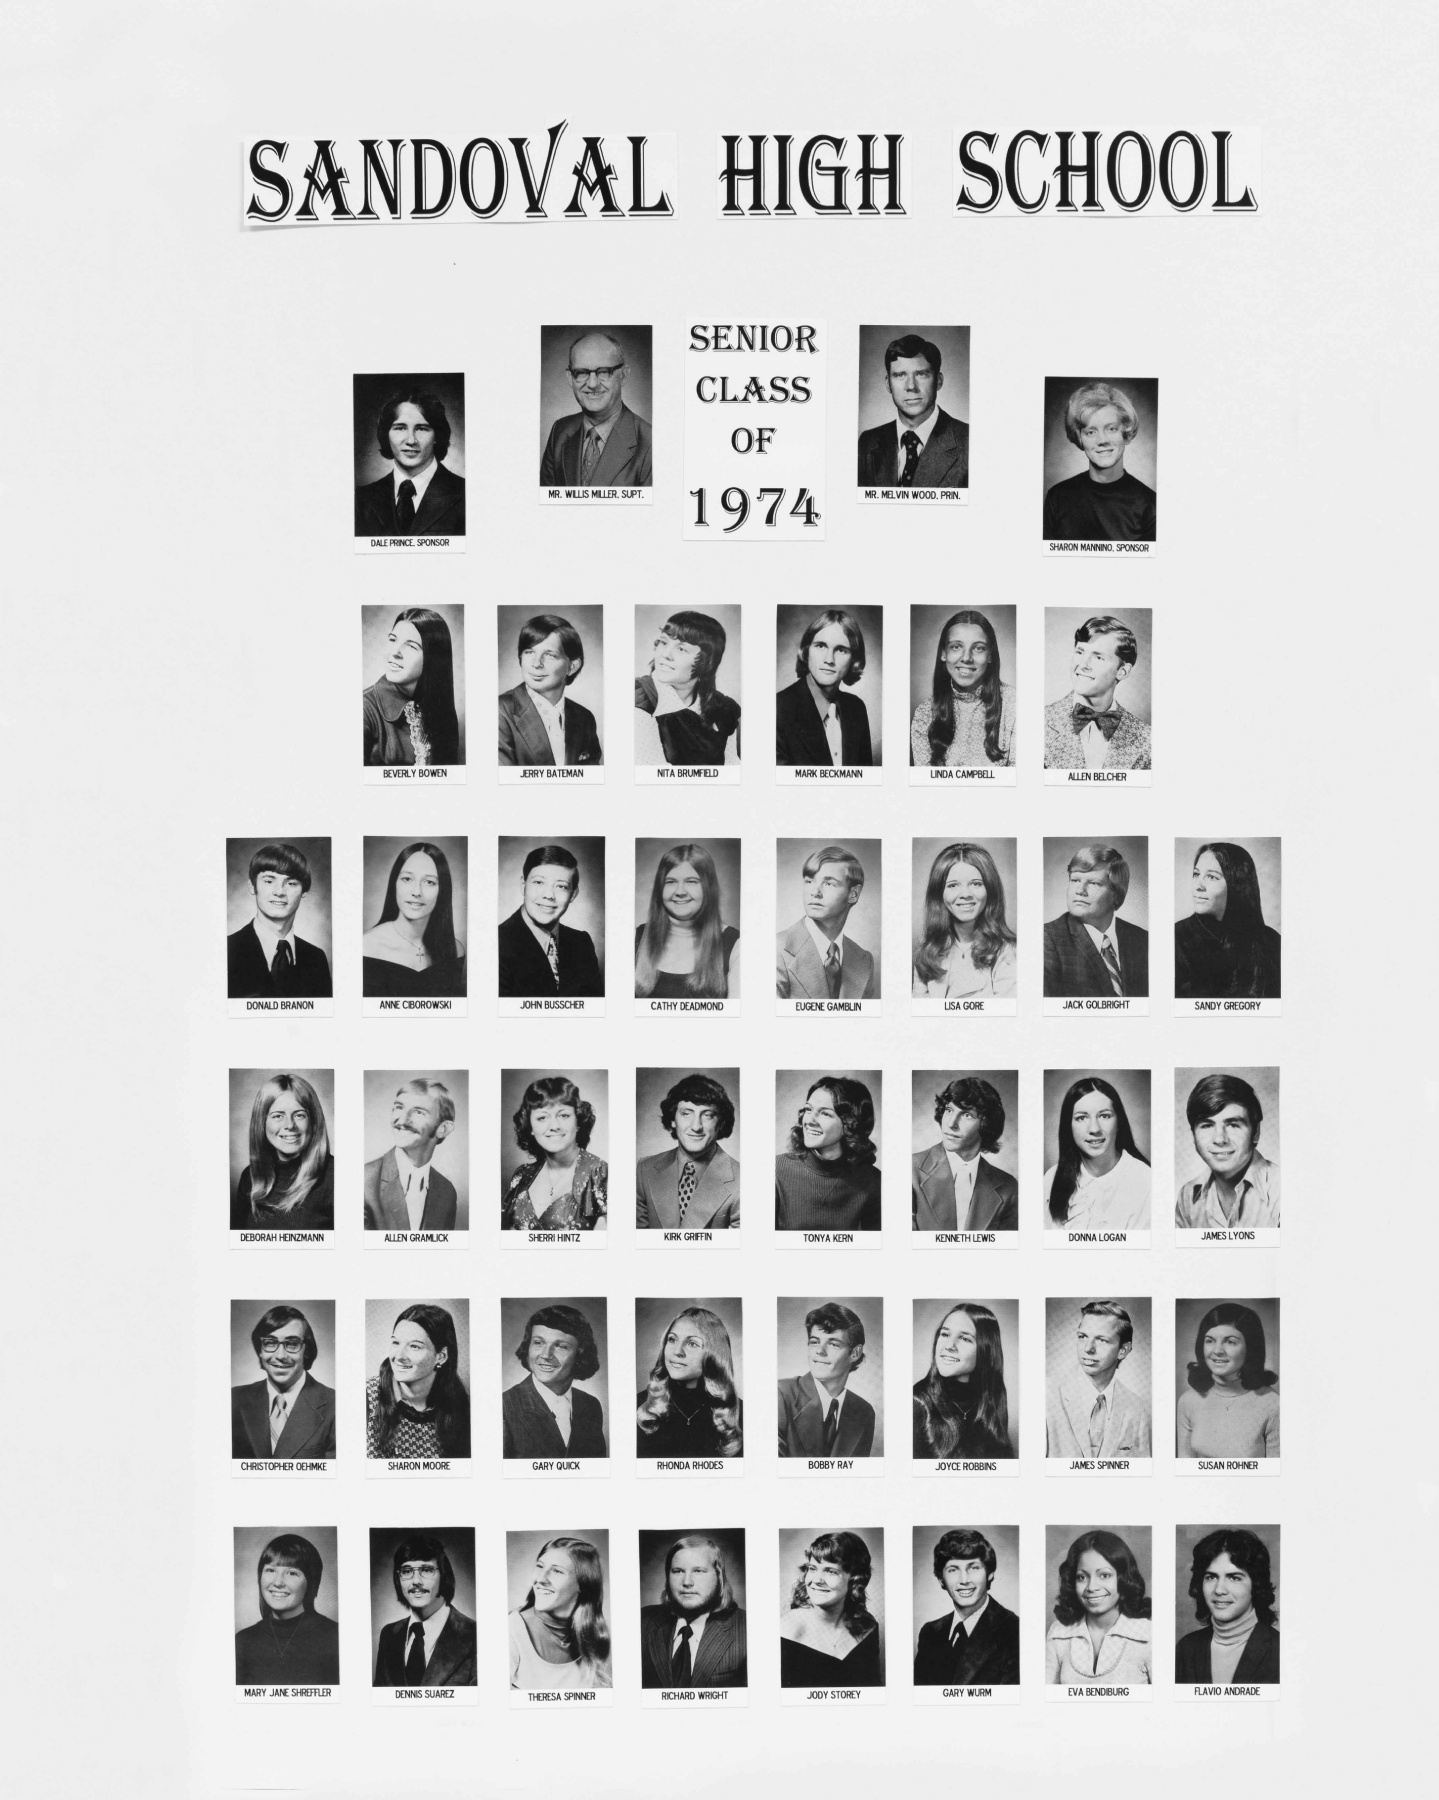 SANDOVAL HIGH SCHOOL
SENIOR
CLASS
OF
1974
MR. WILLIS MILLER, SUPT.
MR. MELVIN WOOD, PRIN.
DALE PRINCE, SPONSOR
SHARON MANNINO, SPONSOR
BEVERLY BOWEN
JERRY BATEMAN
NITA BRUMFIELD
MARK BECKMANN
LINDA CAMPBELL
ALLEN BELCHER
DONALD BRANON
ANNE CIBOROWSKI
JOHN BUSSCHER
CATHY DEADMOND
EUGENE GAMBLIN
LISA GORE
JACK GOLBRIGHT
SANDY GREGORY
DEBORAH HEINZMANN
ALLEN GRAMLICK
SHERRI HINTZ
KIRK GRIFFIN
TONYA KERN
KENNETH LEWIS
DONNA LOGAN
JAMES LYONS
CHRISTOPHER OEHMKE
SHARON MOORE
GARY QUICK
RHONDA RHODES
BOBBY RAY
JOYCE ROBBINS
JAMES SPINNER
SUSAN ROHNER
MARY JANE SHREFFLER
DENNIS SUAREZ
THERESA SPINNER
RICHARD WRIGHT
JODY STOREY
GARY WURM
EVA BENDIBURG
FLAVIO ANDRADE